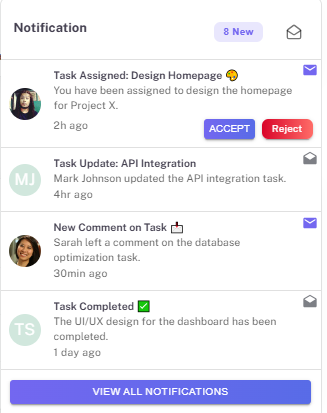 Notification
8 New
Task Assigned: Design Homepage 🎨
You have been assigned to design the homepage
for Project X.
2h ago
ACCEPT
Reject
MJ
Task Update: API Integration
Mark Johnson updated the API integration task.
4hr ago
New Comment on Task 📩
Sarah left a comment on the database
optimization task.
30min ago
TS
Task Completed ✅
The UI/UX design for the dashboard has been
completed.
1 day ago
VIEW ALL NOTIFICATIONS